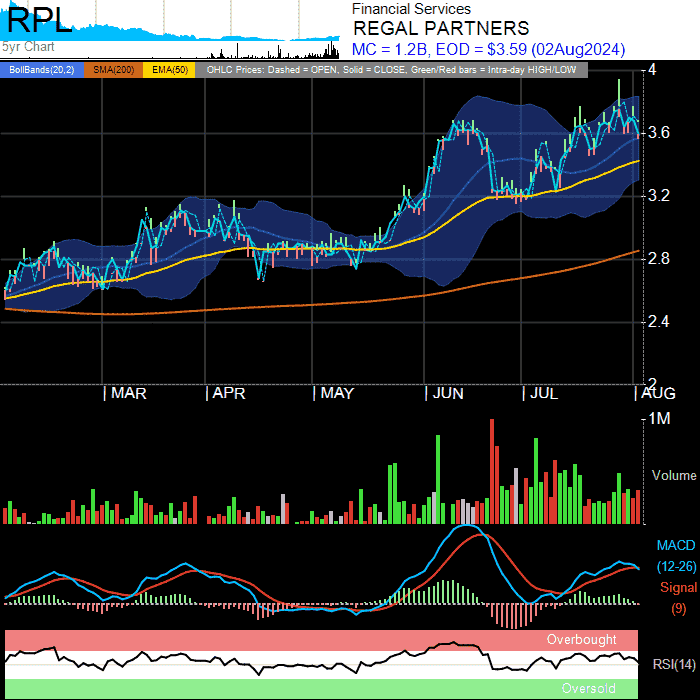 RPL
5yr Chart
Financial Services
REGAL PARTNERS
MC = 1.2B, EOD = $3.59 (02Aug2024)
BollBands(20,2) SMA(200) EMA(50) OHLC Prices: Dashed = OPEN, Solid = CLOSE, Green/Red bars = Intra-day HIGH/LOW
4
3.6
3.2
2.8
2.4
2
MAR APR MAY JUN JUL AUG
1M
Volume
MACD
(12-26)
Signal
(9)
Overbought
RSI(14)
Oversold